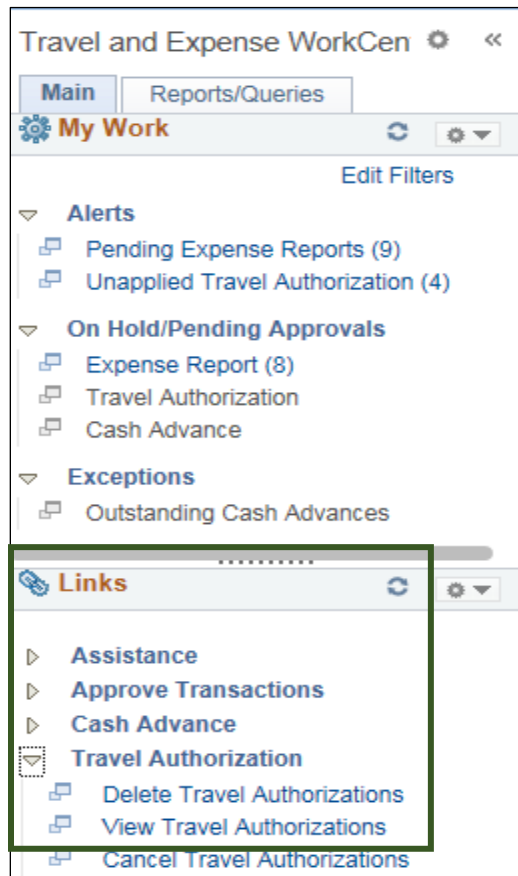 Travel and Expense WorkCen
Main Reports/Queries
My Work
Edit Filters
Alerts
Pending Expense Reports (9)
Unapplied Travel Authorization (4)
On Hold/Pending Approvals
Expense Report (8)
Travel Authorization
Cash Advance
Exceptions
Outstanding Cash Advances
Links
Assistance
Approve Transactions
Cash Advance
Travel Authorization
Delete Travel Authorizations
View Travel Authorizations
Cancel Travel Authorizations